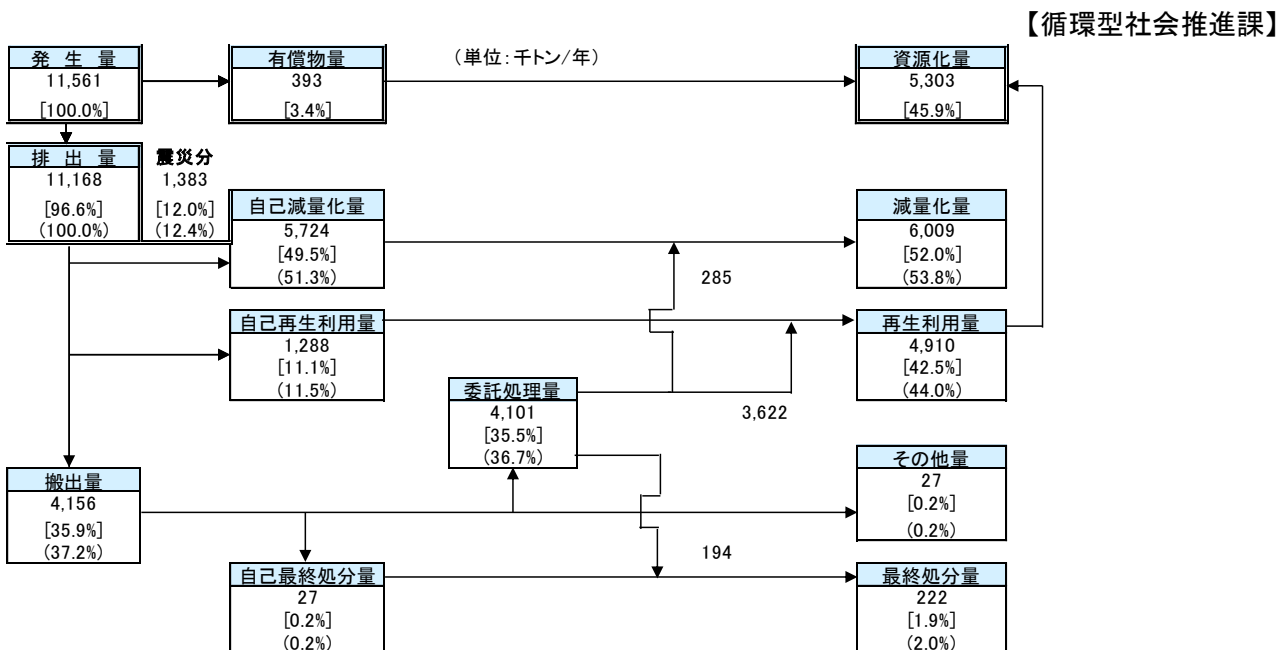 【循環型社会推進課】
(単位:千トン/年)
発 生 量
11,561
[100.0%]
有償物量
393
[3.4%]
資源化量
5,303
[45.9%]
排 出 量
11,168
[96.6%]
(100.0%)
震災分
1,383
[12.0%]
(12.4%)
自己減量化量
5,724
[49.5%]
(51.3%)
減量化量
6,009
[52.0%]
(53.8%)
285
自己再生利用量
1,288
[11.1%]
(11.5%)
再生利用量
4,910
[42.5%]
(44.0%)
委託処理量
4,101
[35.5%]
(36.7%)
3,622
搬出量
4,156
[35.9%]
(37.2%)
その他量
27
[0.2%]
(0.2%)
194
自己最終処分量
27
[0.2%]
(0.2%)
最終処分量
222
[1.9%]
(2.0%)